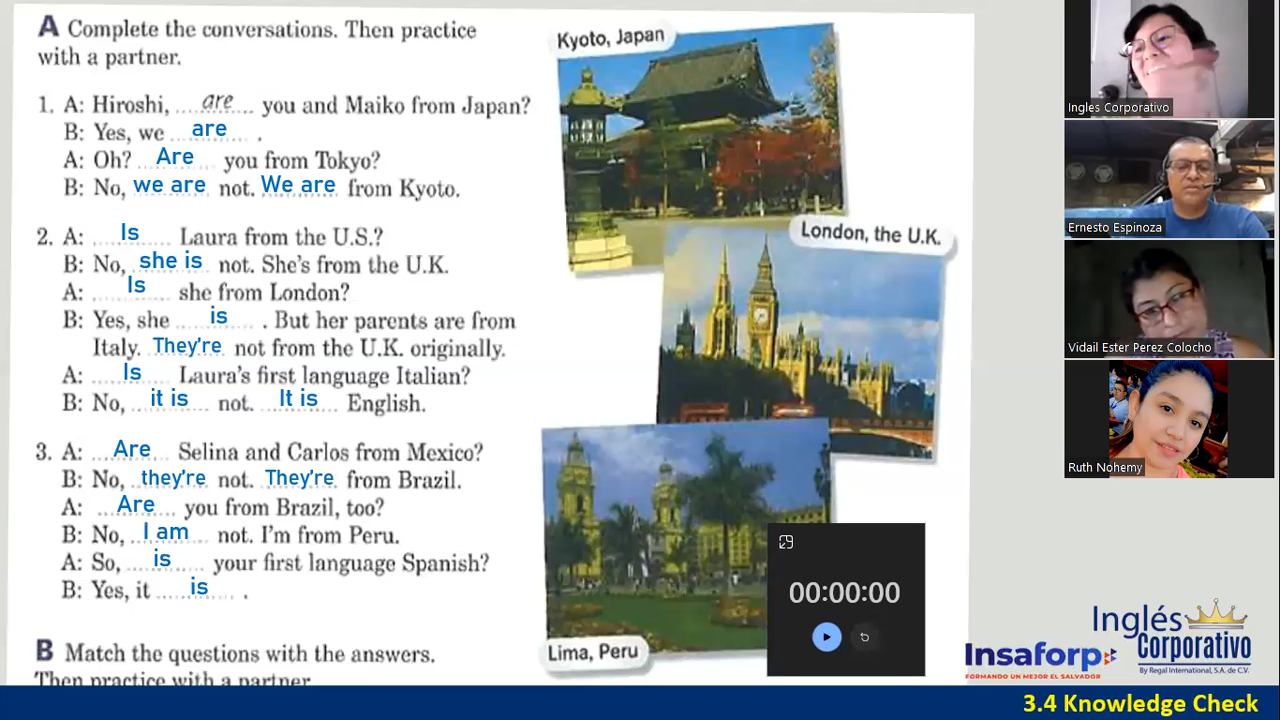 A Complete the conversations. Then practice
with a partner.
1. A: Hiroshi, are you and Maiko from Japan?
B: Yes, we are .
A: Oh? Are you from Tokyo?
B: No, we are not. We are from Kyoto.
2. A: Is Laura from the U.S.?
B: No, she is not. She's from the U.K.
A: Is she from London?
B: Yes, she is . But her parents are from
Italy. They're not from the U.K. originally.
A: Is Laura's first language Italian?
B: No, it is not. It is English.
3. A: Are Selina and Carlos from Mexico?
B: No, they're not. They're from Brazil.
A: Are you from Brazil, too?
B: No, I am not. I'm from Peru.
A: So, is your first language Spanish?
B: Yes, it is .
B Match the questions with the answers.
Then practice with a partner
Kyoto, Japan
London, the U.K.
Lima, Peru
00:00:00
Ingles Corporativo
Ernesto Espinoza
Vidail Ester Perez Colocho
Ruth Nohemy
Insaforp
FORMANDO UN MEJOR EL SALVADOR
Inglés
Corporativo
By Regal International, S.A. de C.V.
3.4 Knowledge Check